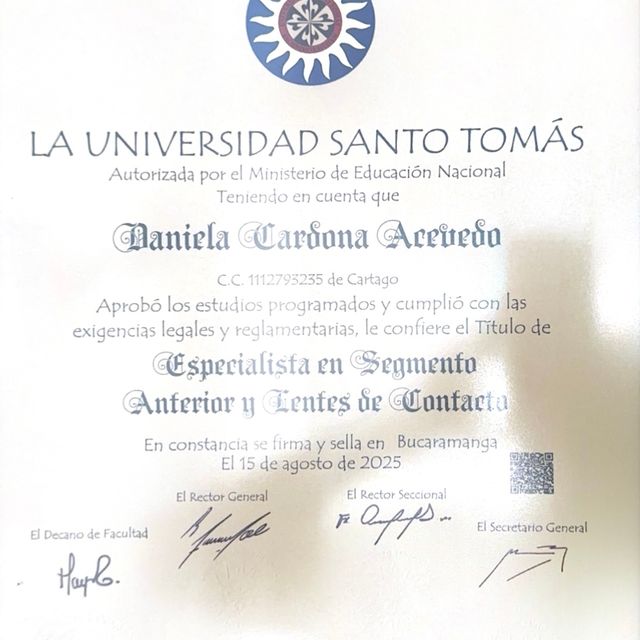 LA UNIVERSIDAD SANTO TOMÁS
Autorizada por el Ministerio de Educación Nacional
Teniendo en cuenta que
Daniela Cardona Acevedo
C.C. 1112793235 de Cartago
Aprobó los estudios programados y cumplió con las
exigencias legales y reglamentarias, le confiere el Título de
Especialista en Segmento
Anterior y Lentes de Contacto
En constancia se firma y sella en Bucaramanga
El 15 de agosto de 2025
El Rector General
El Rector Seccional
El Decano de Facultad
El Secretario General